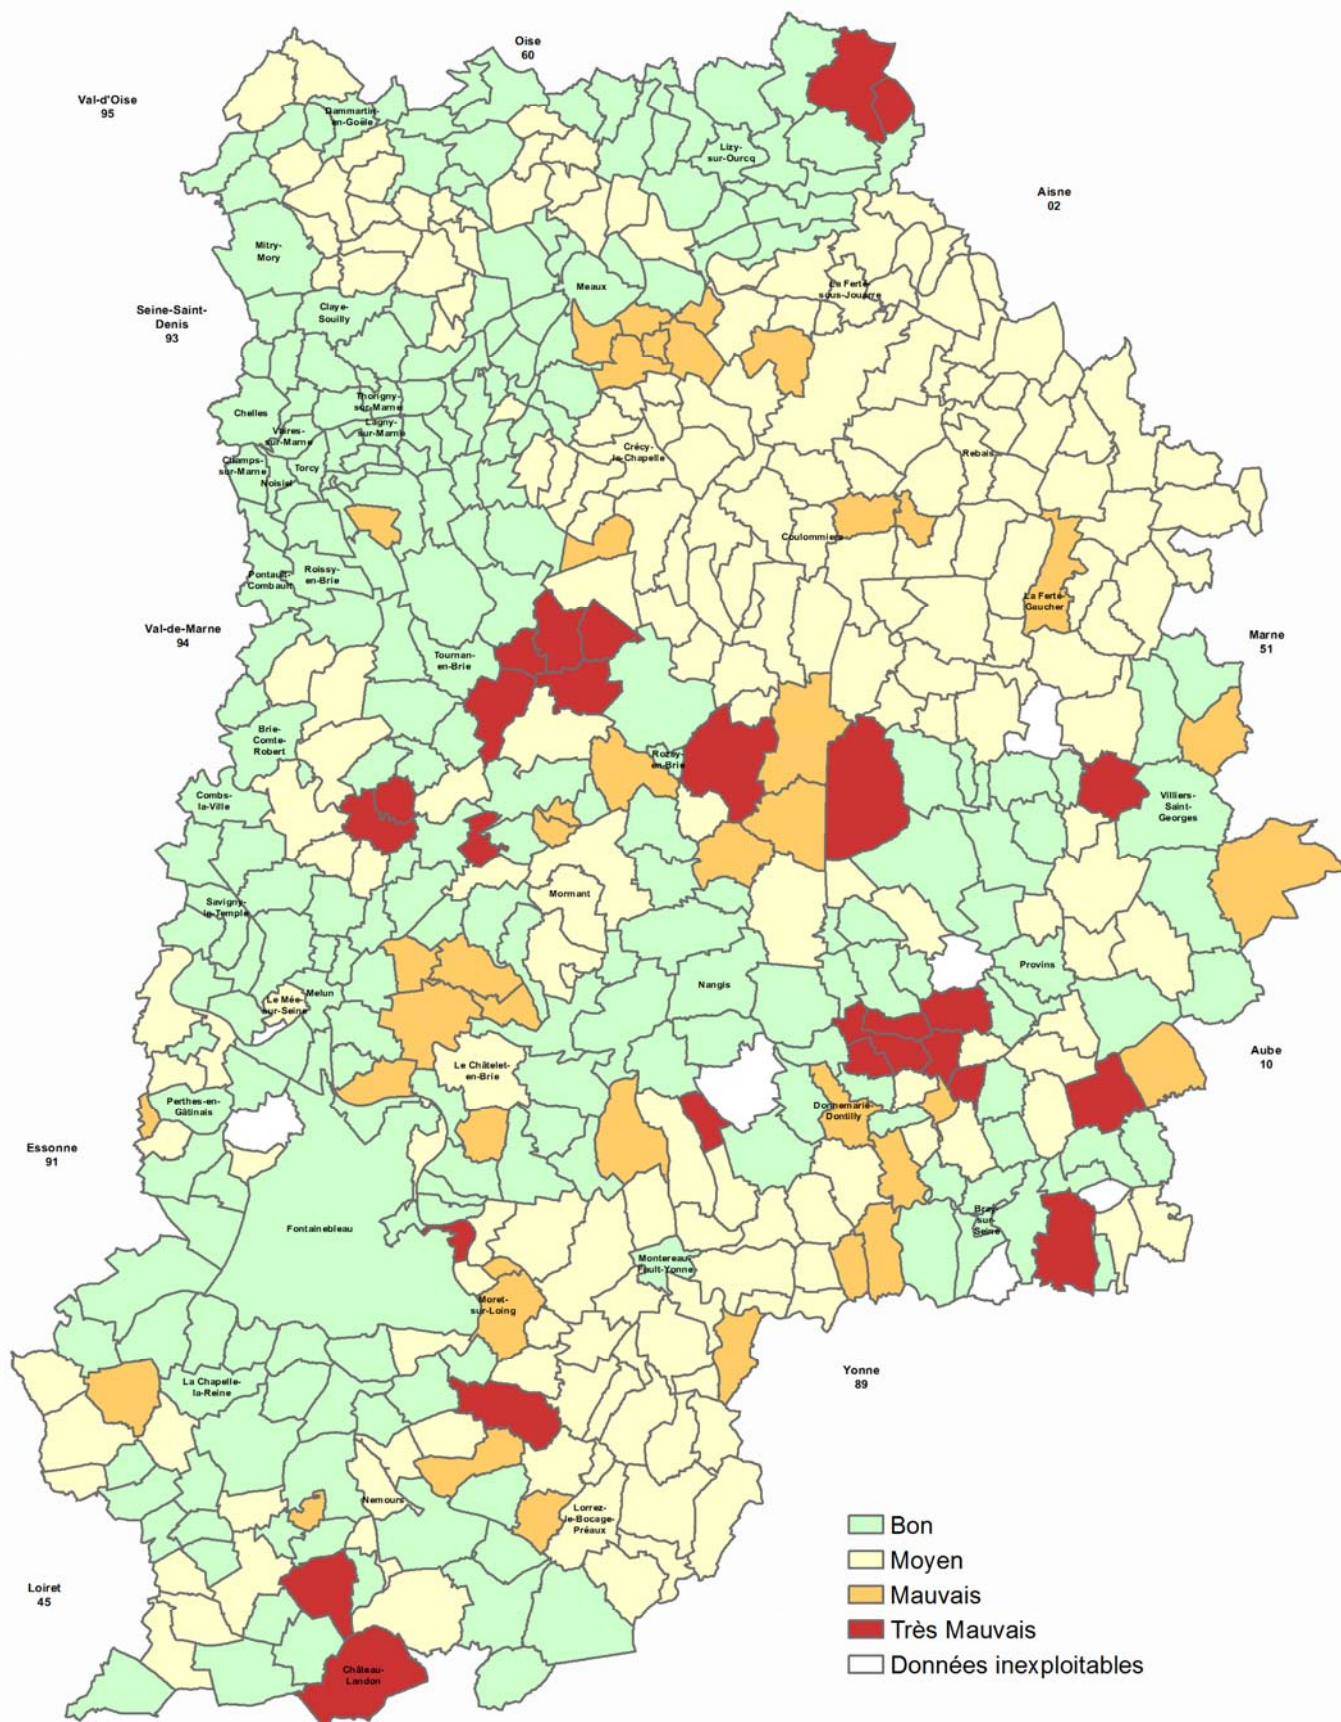 Oise
60
Val-d'Oise
95
Dammartin-
en-Goële
Lizy-
sur-Ourcq
Aisne
02
Mitry-
Mory
Meaux
La Ferté-
sous-Jouarre
Seine-Saint-
Denis
93
Claye-
Souilly
Thorigny-
sur-Marne
Chelles
Lagny-
sur-Marne
Vaires-
sur-Marne
Crécy-
la-Chapelle
Rebais
Champs-
sur-Marne
Torcy
Noisiel
Coulommiers
Roissy-
en-Brie
Pontault-
Combault
La Ferté-
Gaucher
Val-de-Marne
94
Marne
51
Tournan-
en-Brie
Brie-
Comte-
Robert
Rozay-
en-Brie
Combs-
la-Ville
Villiers-
Saint-
Georges
Mormant
Savigny-
le-Temple
Provins
Nangis
Melun
Le Mée-
sur-Seine
Aube
10
Le Châtelet-
en-Brie
Perthes-en-
Gâtinais
Donnemarie-
Dontilly
Essonne
91
Bray-
sur-
Seine
Fontainebleau
Montereau-
Fault-Yonne
Moret-
sur-Loing
Yonne
89
La Chapelle-
la-Reine
Nemours
Lorrez-
le-Bocage-
Préaux
Loiret
45
Château-
Landon
Bon
Moyen
Mauvais
Très Mauvais
Données inexploitables